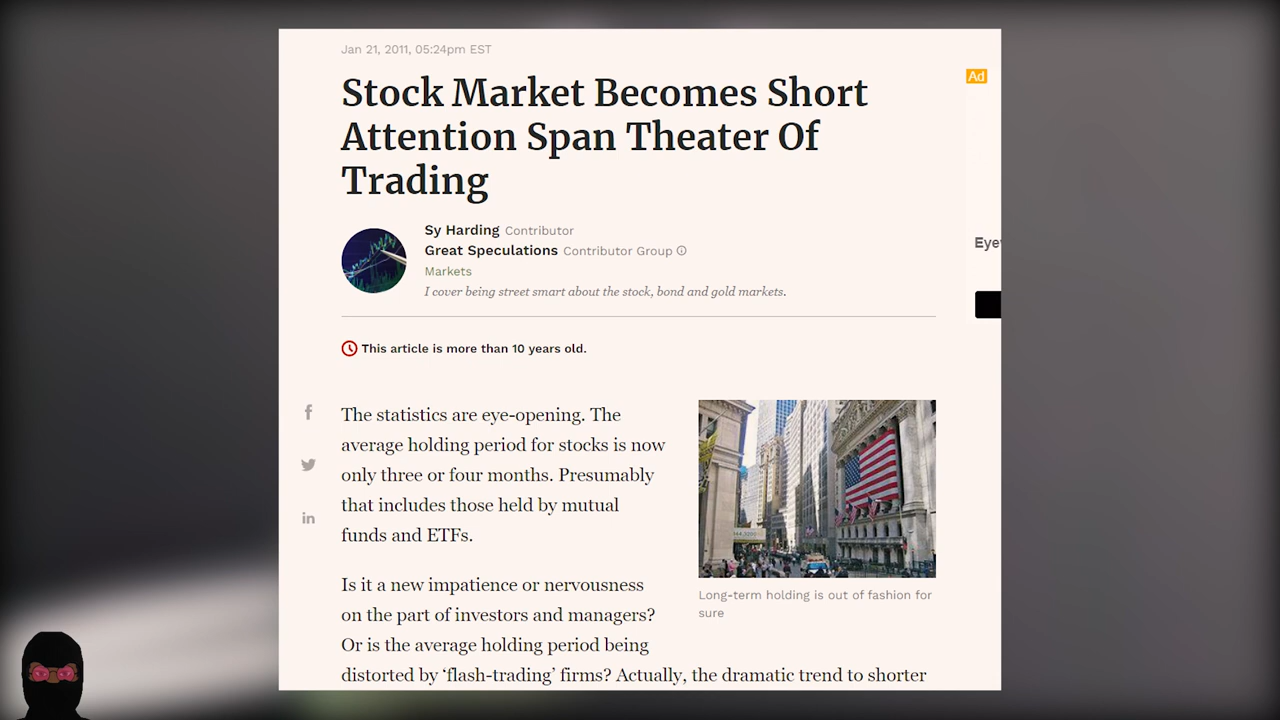 Jan 21, 2011, 05:24pm EST
Stock Market Becomes Short
Attention Span Theater Of
Trading
Ad
Sy Harding Contributor
Great Speculations Contributor Group
Markets
I cover being street smart about the stock, bond and gold markets.
Eye
This article is more than 10 years old.
The statistics are eye-opening. The
average holding period for stocks is now
only three or four months. Presumably
that includes those held by mutual
funds and ETFs.
Long-term holding is out of fashion for
sure
Is it a new impatience or nervousness
on the part of investors and managers?
Or is the average holding period being
distorted by ‘flash-trading’ firms? Actually, the dramatic trend to shorter